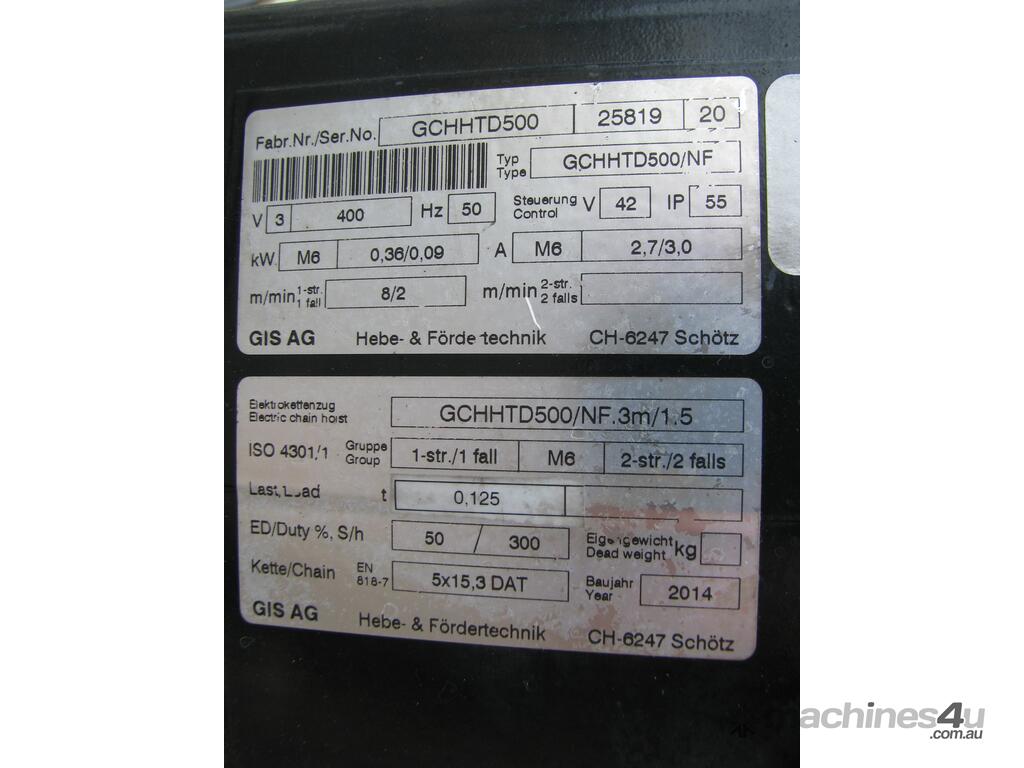 Fabr.Nr./Ser.No. GCHHTD500 25819 20
Typ
Type GCHHTD500/NF
V 3 400 Hz 50 Steuerung
Control V 42 IP 55
kW. M6 0,36/0,09 A M6 2,7/3,0
m/min 1-str.
1 fall 8/2 m/min 2-str.
2 falls
GIS AG Hebe- & Förde technik CH-6247 Schötz
Elektrokettenzug
Electric chain hoist GCHHTD500/NF.3m/1.5
ISO 4301/1 Gruppe
Group 1-str./1 fall M6 2-str./2 falls
Last, Load t 0,125
ED/Duty %, S/h 50 / 300 Eigengewicht
Dead weight kg
Kette/Chain EN
818-7 5x15,3 DAT Baujahr
Year 2014
GIS AG Hebe- & Fördertechnik CH-6247 Schötz
machines4u
.com.au